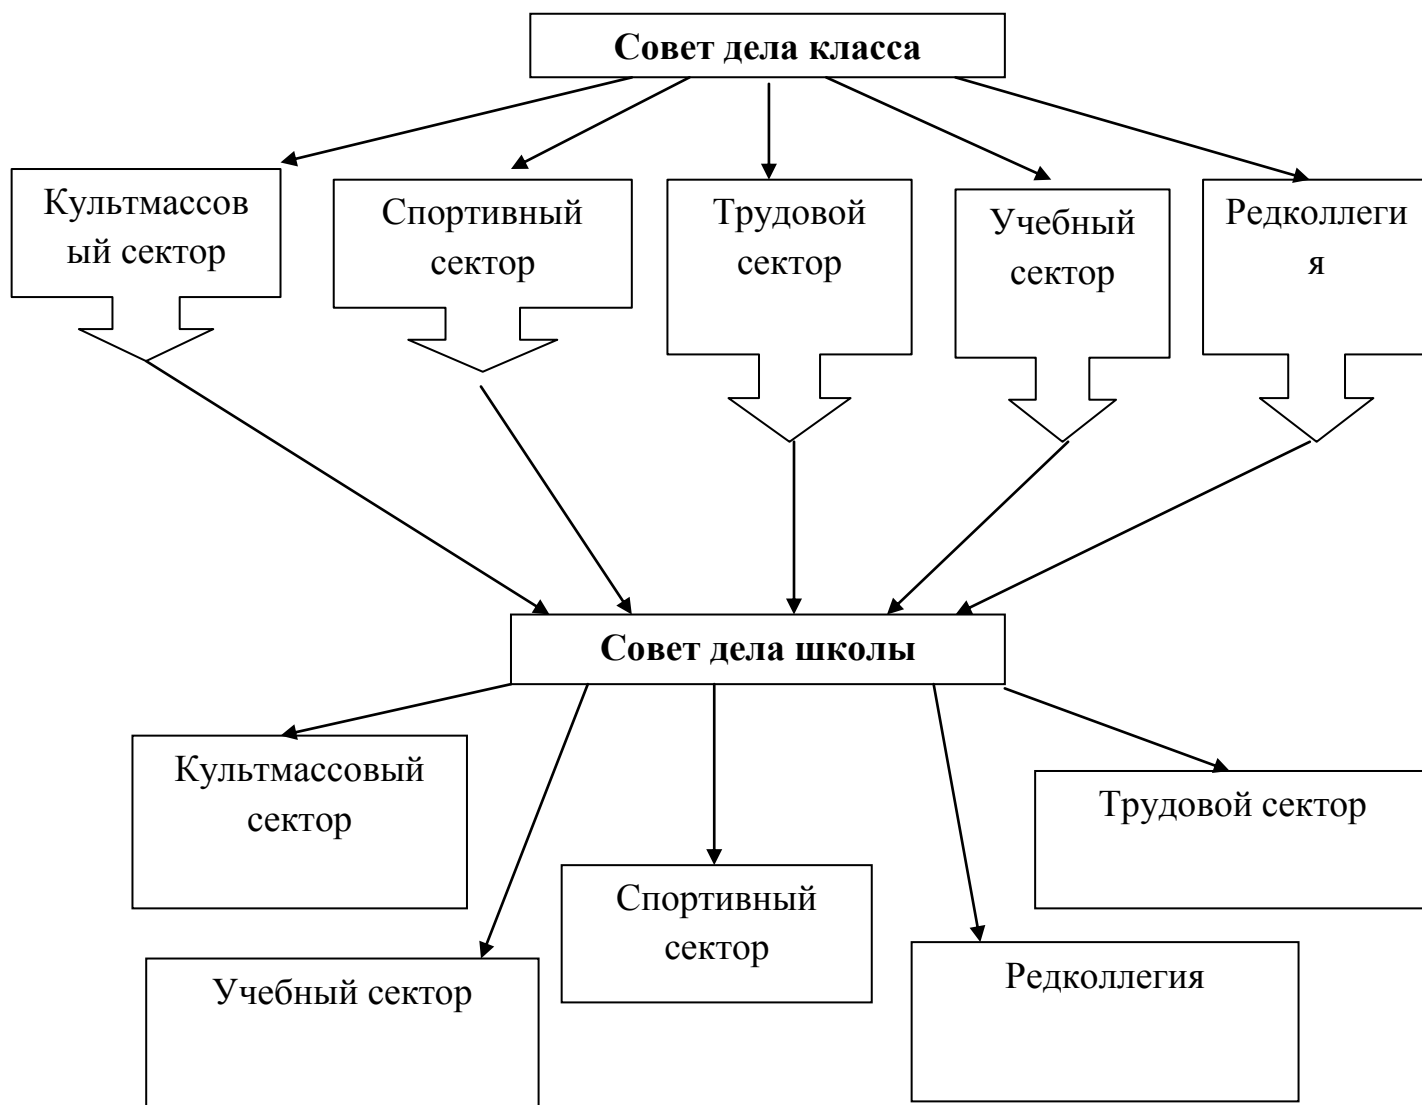 Совет дела класса
Культмассов
ый сектор
Спортивный
сектор
Трудовой
сектор
Учебный
сектор
Редколлеги
я
Совет дела школы
Культмассовый
сектор
Трудовой сектор
Спортивный
сектор
Учебный сектор
Редколлегия